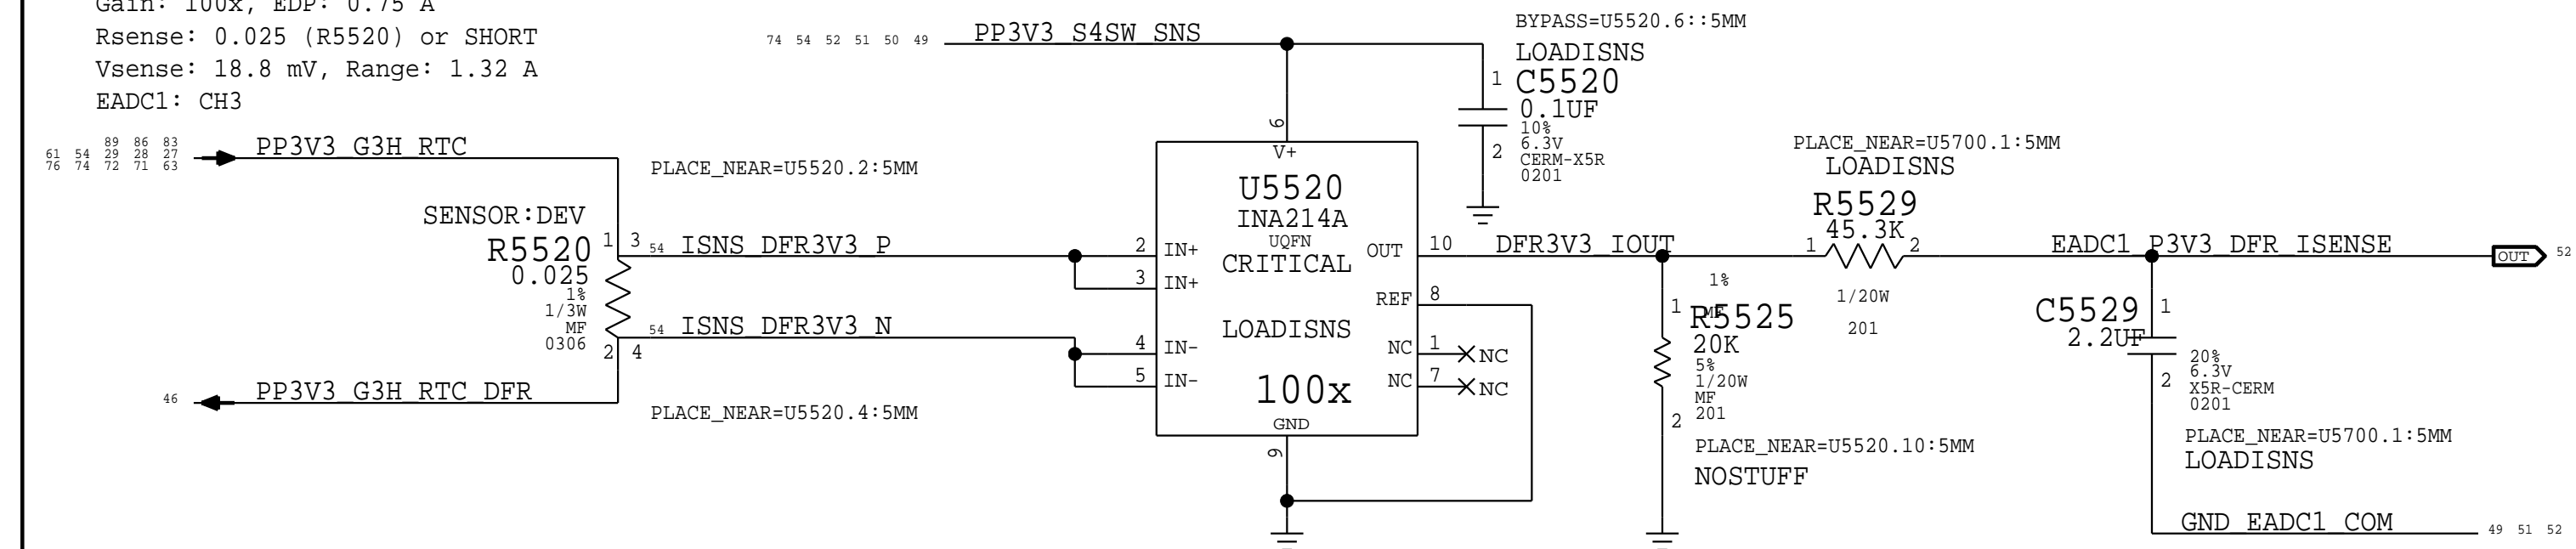 Gain: 100x, EDP: 0.75 A
Rsense: 0.025 (R5520) or SHORT
Vsense: 18.8 mV, Range: 1.32 A
EADC1: CH3
74 54 52 51 50 49
PP3V3_S4SW_SNS
BYPASS=U5520.6::5MM
LOADISNS
1
C5520
0.1UF
10%
6.3V
2
CERM-X5R
0201
89 86 83
61 54 29 28 27
76 74 72 71 63
PP3V3_G3H_RTC
PLACE_NEAR=U5520.2:5MM
SENSOR:DEV
R5520
0.025
1%
1/3W
MF
0306
1 3
2 4
54 ISNS_DFR3V3_P
54 ISNS_DFR3V3_N
46
PP3V3_G3H_RTC_DFR
PLACE_NEAR=U5520.4:5MM
6
V+
U5520
INA214A
UQFN
CRITICAL
LOADISNS
100x
GND
9
2 IN+
3 IN+
4 IN-
5 IN-
OUT 10
REF 8
NC 1 NC
NC 7 NC
DFR3V3_IOUT
PLACE_NEAR=U5700.1:5MM
LOADISNS
R5529
45.3K
1 2
1%
1/20W
MF
201
1
R5525
20K
5%
1/20W
MF
201
2
PLACE_NEAR=U5520.10:5MM
NOSTUFF
EADC1_P3V3_DFR_ISENSE
OUT 52
C5529
2.2UF
1
20%
6.3V
2
X5R-CERM
0201
PLACE_NEAR=U5700.1:5MM
LOADISNS
GND_EADC1_COM
49 51 52